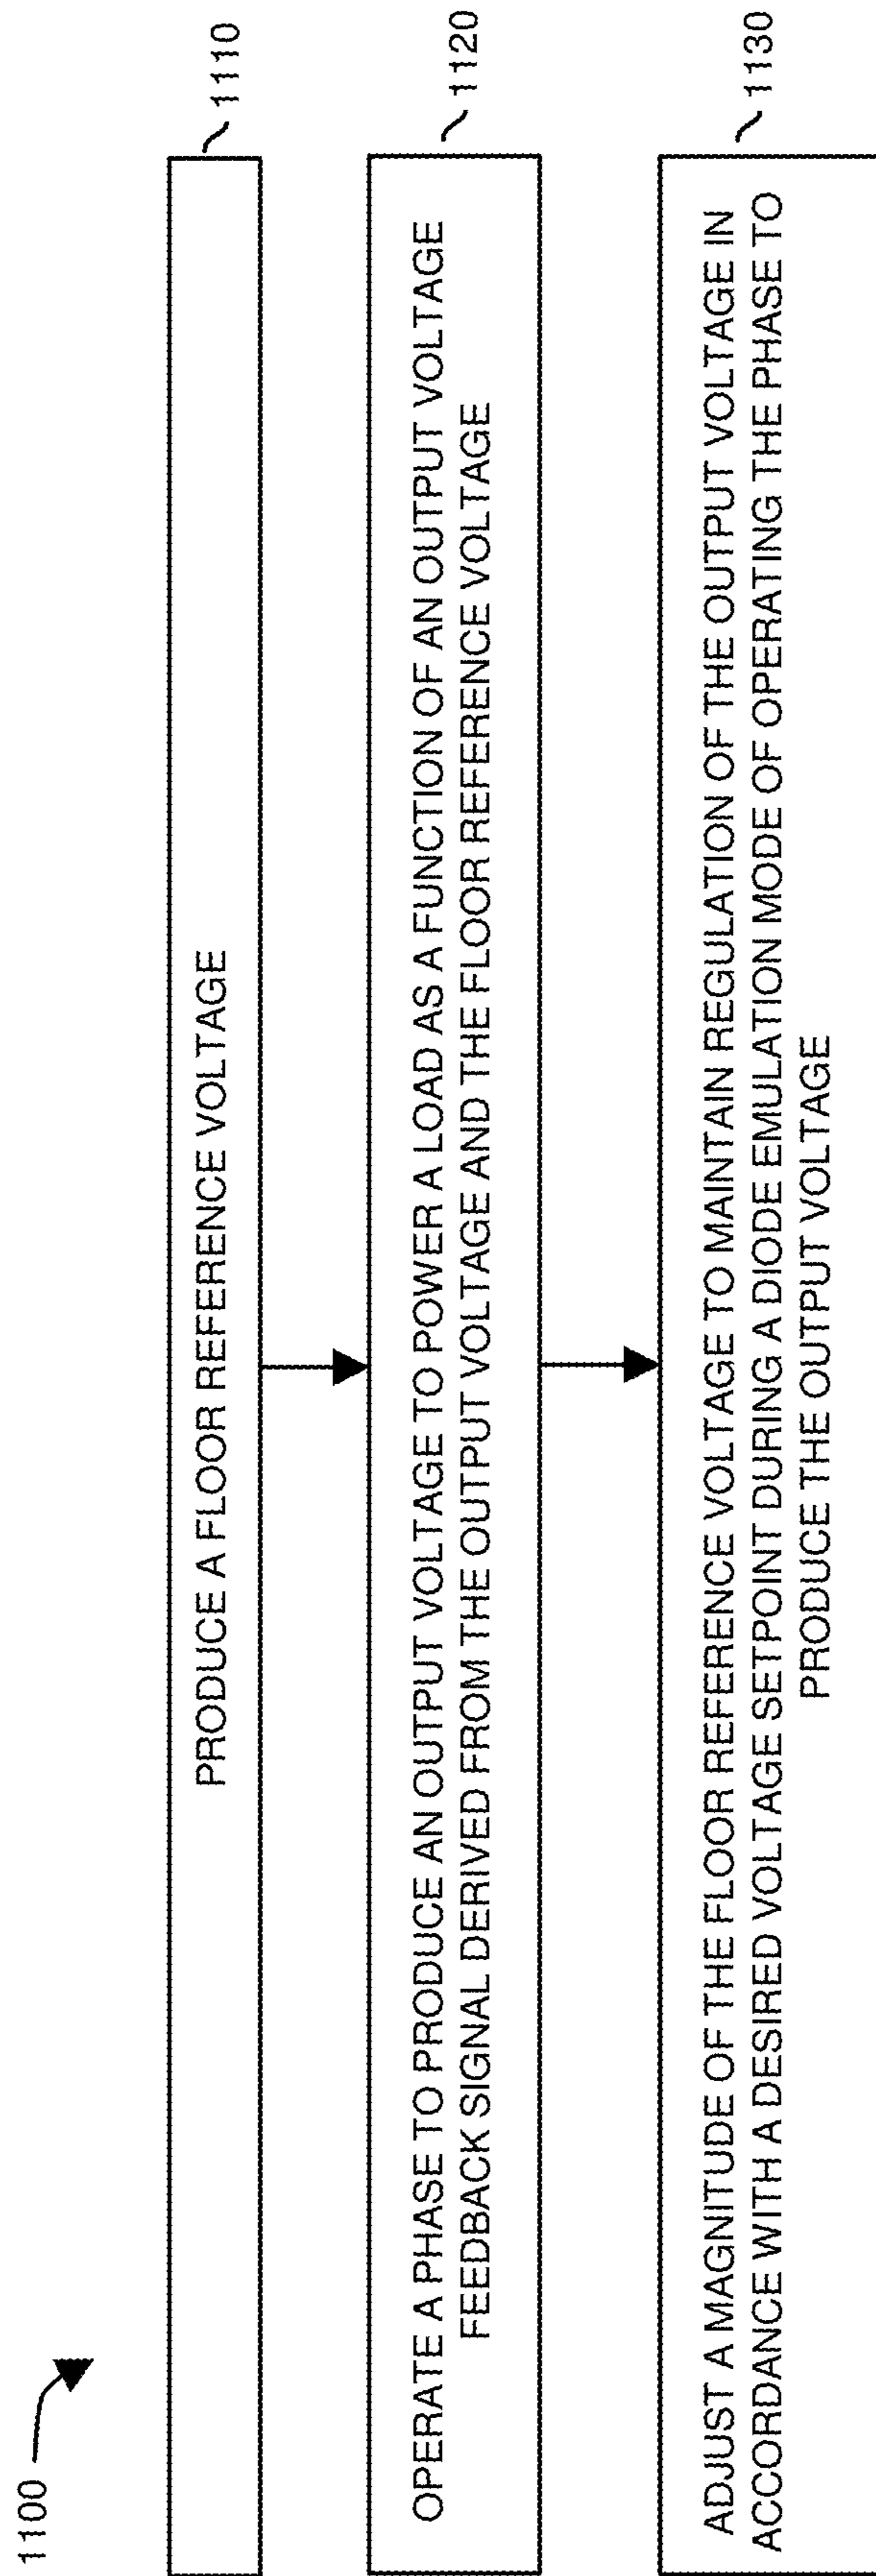 1100
PRODUCE A FLOOR REFERENCE VOLTAGE
1110
OPERATE A PHASE TO PRODUCE AN OUTPUT VOLTAGE TO POWER A LOAD AS A FUNCTION OF AN OUTPUT VOLTAGE
FEEDBACK SIGNAL DERIVED FROM THE OUTPUT VOLTAGE AND THE FLOOR REFERENCE VOLTAGE
1120
ADJUST A MAGNITUDE OF THE FLOOR REFERENCE VOLTAGE TO MAINTAIN REGULATION OF THE OUTPUT VOLTAGE IN
ACCORDANCE WITH A DESIRED VOLTAGE SETPOINT DURING A DIODE EMULATION MODE OF OPERATING THE PHASE TO
PRODUCE THE OUTPUT VOLTAGE
1130